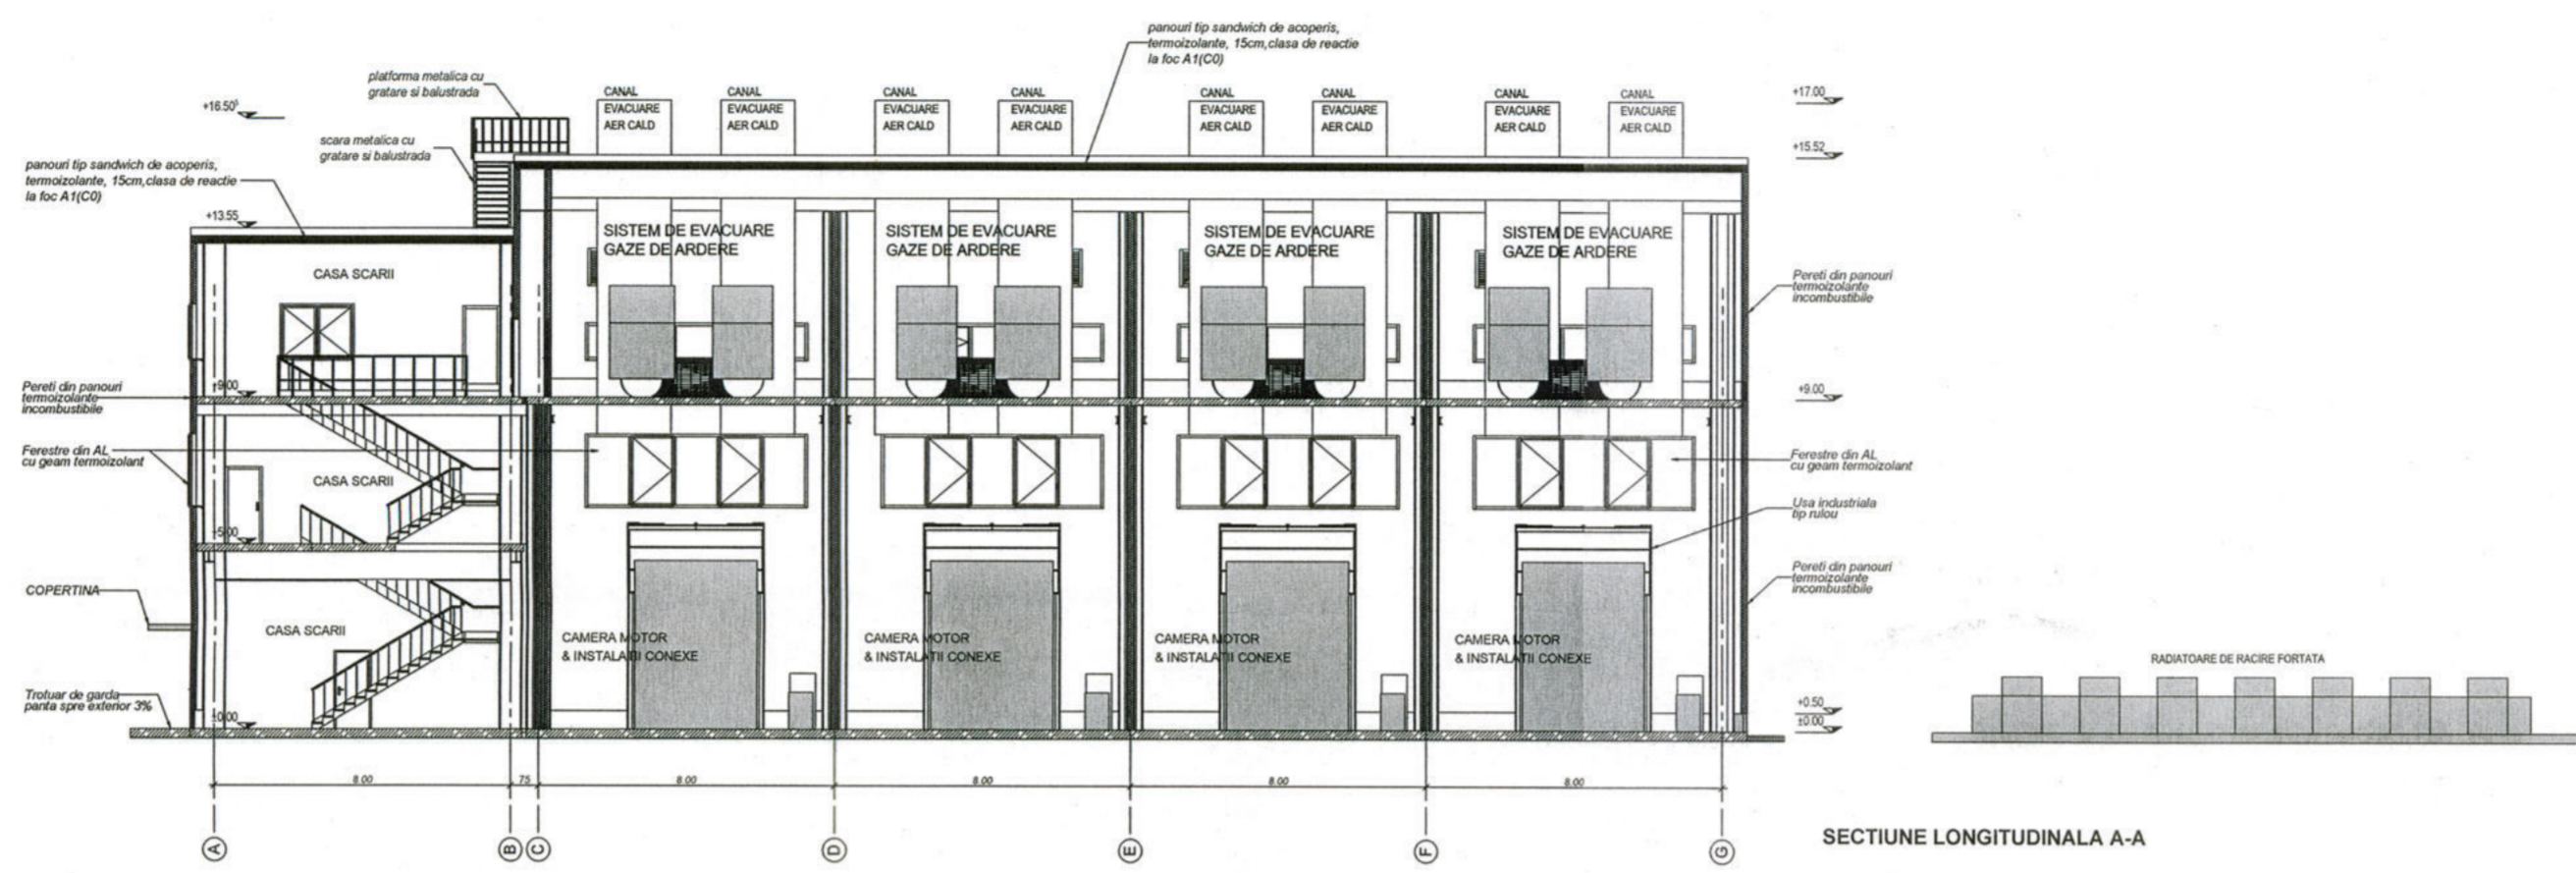 panouri tip sandwich de acoperis,
termoizolante, 15cm,clasa de reactie
la foc A1(C0)
platforma metalica cu
gratare si balustrada
+16.50⁵
scara metalica cu
gratare si balustrada
panouri tip sandwich de acoperis,
termoizolante, 15cm,clasa de reactie
la foc A1(C0)
+13.55
CANAL
EVACUARE
AER CALD
CANAL
EVACUARE
AER CALD
CANAL
EVACUARE
AER CALD
CANAL
EVACUARE
AER CALD
CANAL
EVACUARE
AER CALD
CANAL
EVACUARE
AER CALD
CANAL
EVACUARE
AER CALD
CANAL
EVACUARE
AER CALD
+17.00
+15.52
SISTEM DE EVACUARE
GAZE DE ARDERE
SISTEM DE EVACUARE
GAZE DE ARDERE
SISTEM DE EVACUARE
GAZE DE ARDERE
SISTEM DE EVACUARE
GAZE DE ARDERE
CASA SCARII
Pereti din panouri
termoizolante
incombustibile
Pereti din panouri
termoizolante
incombustibile
+9.00
+9.00
Ferestre din AL
cu geam termoizolant
CASA SCARII
Ferestre din AL
cu geam termoizolant
Usa industriala
tip rulou
+5.00
Pereti din panouri
termoizolante
incombustibile
COPERTINA
CASA SCARII
CAMERA MOTOR
& INSTALATII CONEXE
CAMERA MOTOR
& INSTALATII CONEXE
CAMERA MOTOR
& INSTALATII CONEXE
CAMERA MOTOR
& INSTALATII CONEXE
RADIATOARE DE RACIRE FORTATA
Trotuar de garda
panta spre exterior 3%
±0.00
+0.50
±0.00
8.00 75 8.00 8.00 8.00 8.00
A B C D E F G
SECTIUNE LONGITUDINALA A-A